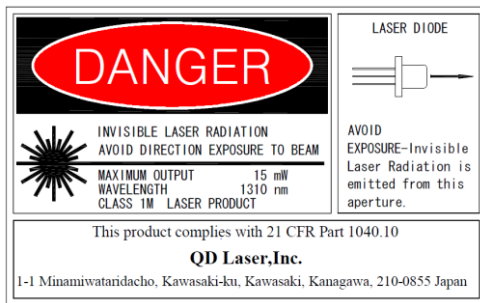 DANGER
INVISIBLE LASER RADIATION
AVOID DIRECTION EXPOSURE TO BEAM
MAXIMUM OUTPUT 15 mW
WAVELENGTH 1310 nm
CLASS 1M LASER PRODUCT
LASER DIODE
AVOID
EXPOSURE-Invisible
Laser Radiation is
emitted from this
aperture.
This product complies with 21 CFR Part 1040.10
QD Laser,Inc.
1-1 Minamiwataridacho, Kawasaki-ku, Kawasaki, Kanagawa, 210-0855 Japan